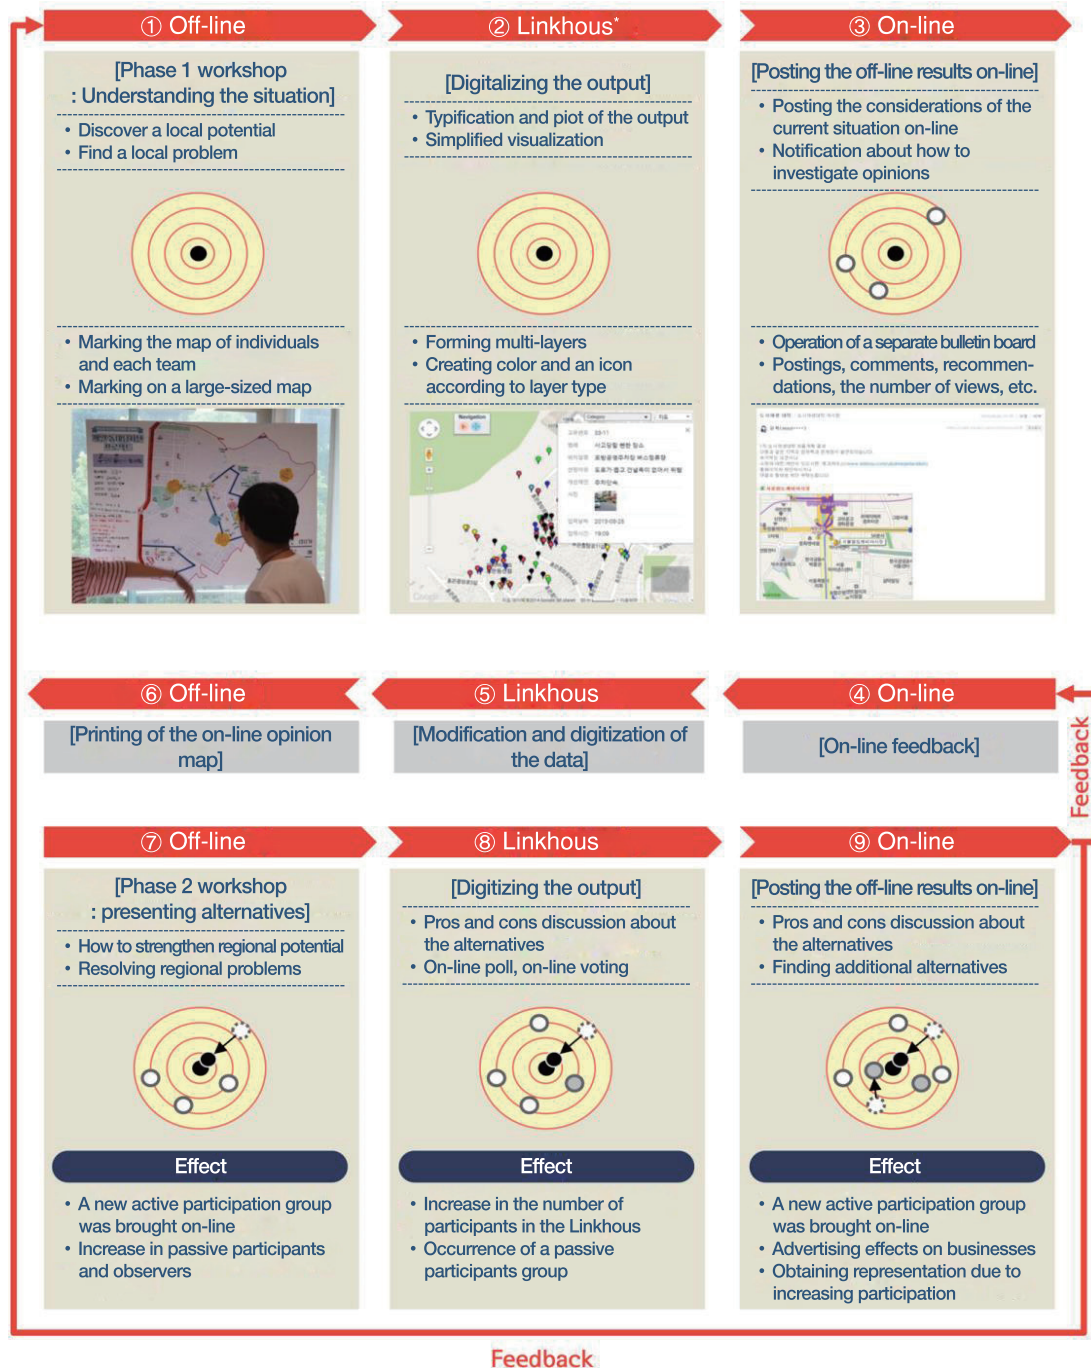 ① Off-line
② Linkhous*
③ On-line
[Phase 1 workshop
: Understanding the situation]
• Discover a local potential
• Find a local problem
• Marking the map of individuals
and each team
• Marking on a large-sized map
[Digitalizing the output]
• Typification and piot of the output
• Simplified visualization
• Forming multi-layers
• Creating color and an icon
according to layer type
Navigation
Category
[Posting the off-line results on-line]
• Posting the considerations of the
current situation on-line
• Notification about how to
investigate opinions
• Operation of a separate bulletin board
• Postings, comments, recommen-
dations, the number of views, etc.
⑥ Off-line
⑤ Linkhous
④ On-line
[Printing of the on-line opinion
map]
[Modification and digitization of
the data]
[On-line feedback]
Feedback
⑦ Off-line
⑧ Linkhous
⑨ On-line
[Phase 2 workshop
: presenting alternatives]
• How to strengthen regional potential
• Resolving regional problems
Effect
• A new active participation group
was brought on-line
• Increase in passive participants
and observers
[Digitizing the output]
• Pros and cons discussion about
the alternatives
• On-line poll, on-line voting
Effect
• Increase in the number of
participants in the Linkhous
• Occurrence of a passive
participants group
[Posting the off-line results on-line]
• Pros and cons discussion about
the alternatives
• Finding additional alternatives
Effect
• A new active participation group
was brought on-line
• Advertising effects on businesses
• Obtaining representation due to
increasing participation
Feedback